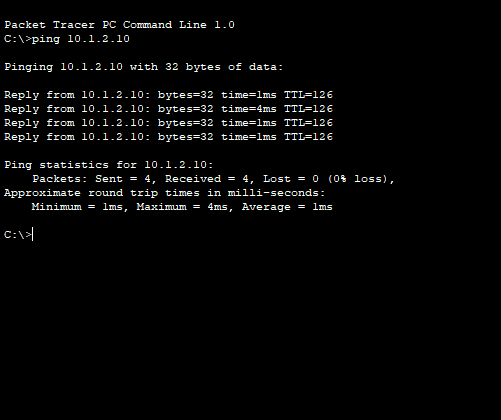 Packet Tracer PC Command Line 1.0
C:\>ping 10.1.2.10
Pinging 10.1.2.10 with 32 bytes of data:
Reply from 10.1.2.10: bytes=32 time=1ms TTL=126
Reply from 10.1.2.10: bytes=32 time=4ms TTL=126
Reply from 10.1.2.10: bytes=32 time=1ms TTL=126
Reply from 10.1.2.10: bytes=32 time=1ms TTL=126
Ping statistics for 10.1.2.10:
    Packets: Sent = 4, Received = 4, Lost = 0 (0% loss),
Approximate round trip times in milli-seconds:
    Minimum = 1ms, Maximum = 4ms, Average = 1ms
C:\>